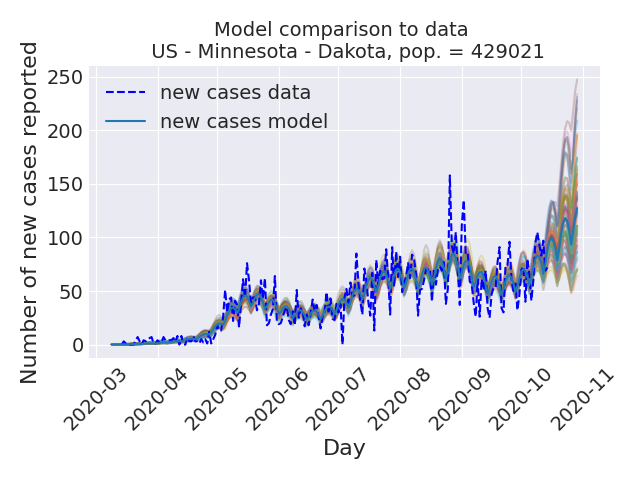 Model comparison to data
US - Minnesota - Dakota, pop. = 429021
Number of new cases reported
250
200
150
100
50
0
new cases data
new cases model
2020-03
2020-04
2020-05
2020-06
2020-07
2020-08
2020-09
2020-10
2020-11
Day